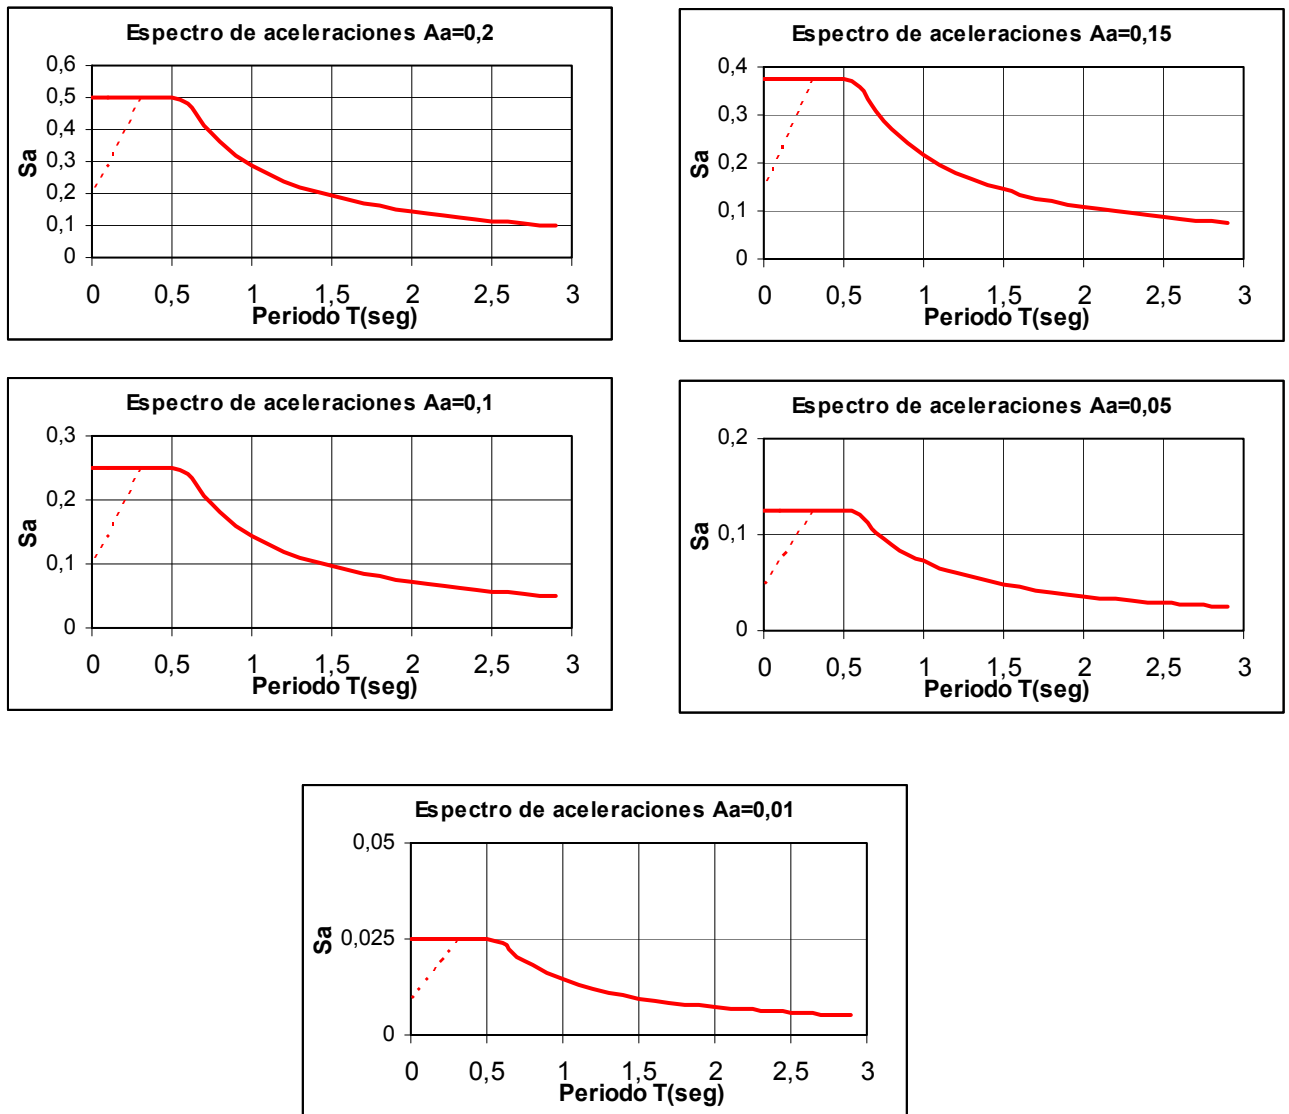 Espectro de aceleraciones Aa=0,2
0,6
0,5
0,4
0,3
0,2
0,1
0
Sa
0 0,5 1 1,5 2 2,5 3
Periodo T(seg)
Espectro de aceleraciones Aa=0,15
0,4
0,3
0,2
0,1
0
Sa
0 0,5 1 1,5 2 2,5 3
Periodo T(seg)
Espectro de aceleraciones Aa=0,1
0,3
0,2
0,1
0
Sa
0 0,5 1 1,5 2 2,5 3
Periodo T(seg)
Espectro de aceleraciones Aa=0,05
0,2
0,1
0
Sa
0 0,5 1 1,5 2 2,5 3
Periodo T(seg)
Espectro de aceleraciones Aa=0,01
0,05
0,025
0
Sa
0 0,5 1 1,5 2 2,5 3
Periodo T(seg)